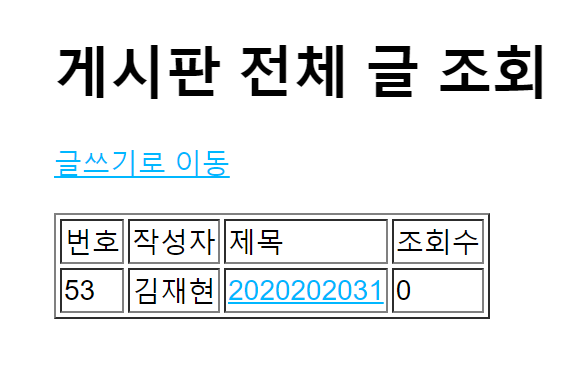 게시판 전체 글 조회
글쓰기로 이동
번호 작성자 제목 조회수
53 김재현 2020202031 0